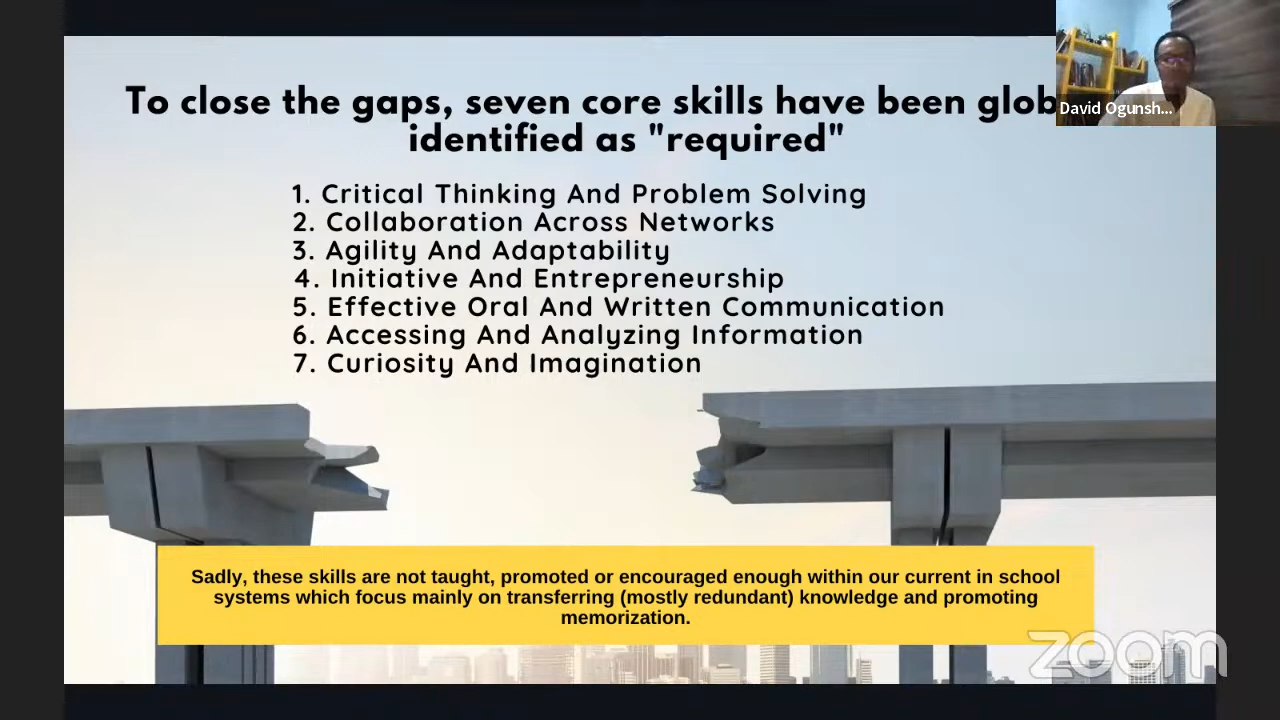 To close the gaps, seven core skills have been glob
identified as "required"
1. Critical Thinking And Problem Solving
2. Collaboration Across Networks
3. Agility And Adaptability
4. Initiative And Entrepreneurship
5. Effective Oral And Written Communication
6. Accessing And Analyzing Information
7. Curiosity And Imagination
Sadly, these skills are not taught, promoted or encouraged enough within our current in school
systems which focus mainly on transferring (mostly redundant) knowledge and promoting
memorization.
David Ogunsh...
zoom